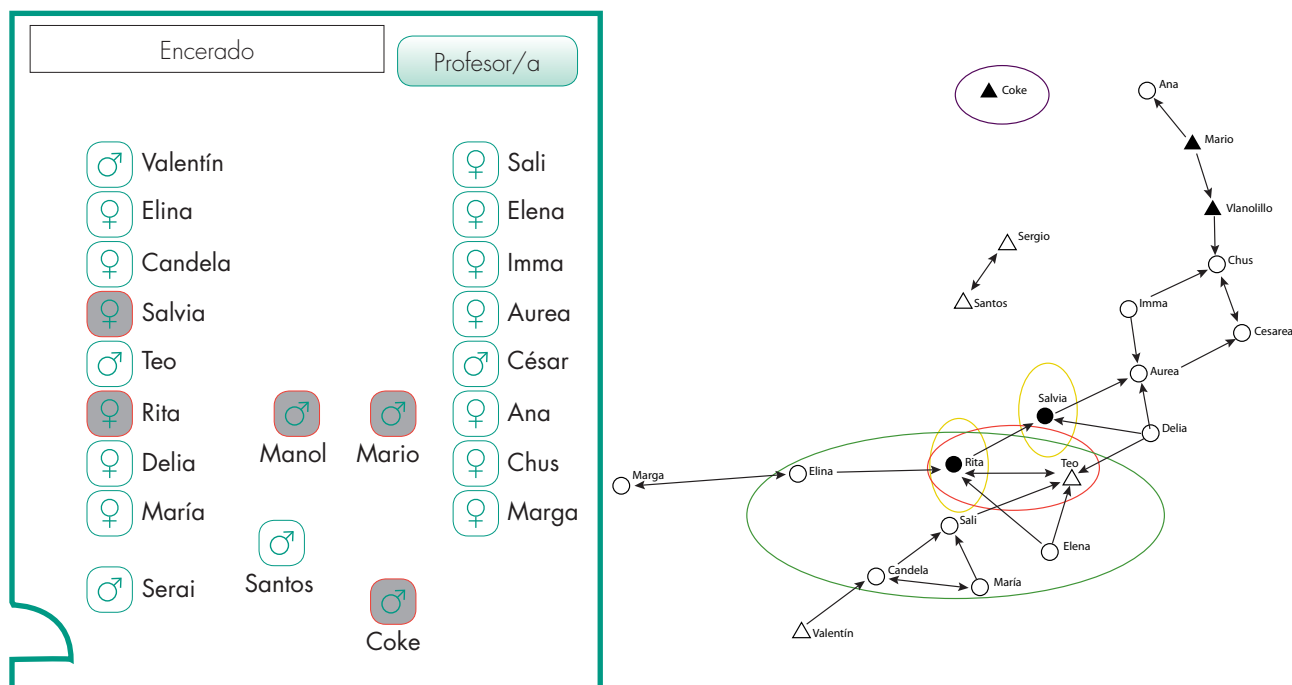 Encerado
Profesor/a
Valentín
Elina
Candela
Salvia
Teo
Rita
Delia
María
Serai
Manol
Mario
Santos
Coke
Sali
Elena
Imma
Aurea
César
Ana
Chus
Marga
Coke
Ana
Mario
Vlanolillo
Sergio
Chus
Santos
Imma
Cesarea
Aurea
Salvia
Delia
Rita
Teo
Marga
Elina
Sali
Elena
Candela
María
Valentín